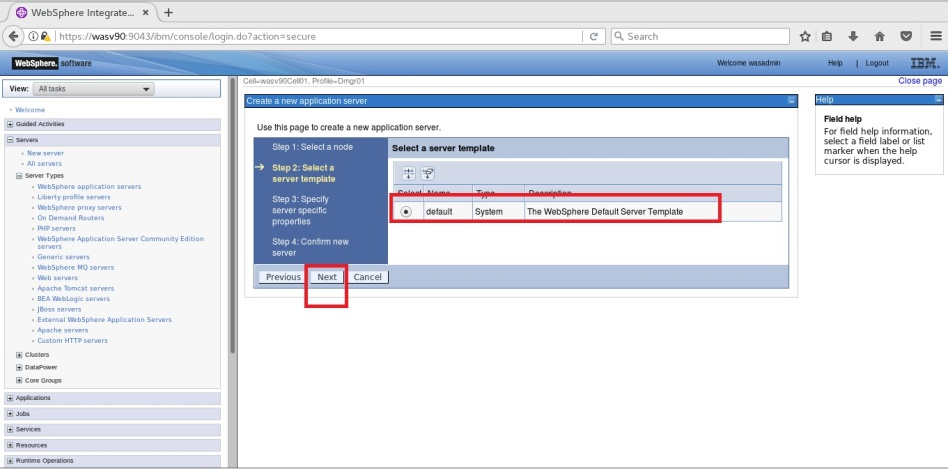 WebSphere Integrate...
https://wasv90:9043/ibm/console/login.do?action=secure
Search
WebSphere. software
Welcome wasadmin
Help | Logout
IBM.
View: All tasks
Welcome
Guided Activities
Servers
New server
All servers
Server Types
WebSphere application servers
Liberty profile servers
WebSphere proxy servers
On Demand Routers
PHP servers
WebSphere Application Server Community Edition
servers
Generic servers
WebSphere MQ servers
Web servers
Apache Tomcat servers
BEA WebLogic servers
JBoss servers
External WebSphere Application Servers
Apache servers
Custom HTTP servers
Clusters
DataPower
Core Groups
Applications
Jobs
Services
Resources
Runtime Operations
Cell=wasv90Cell01, Profile=Dmgr01
Close page
Create a new application server
Use this page to create a new application server.
Step 1: Select a node
Step 2: Select a
server template
Step 3: Specify
server specific
properties
Step 4: Confirm new
server
Select a server template
Select Name Type Description
default System The WebSphere Default Server Template
Previous Next Cancel
Help
Field help
For field help information,
select a field label or list
marker when the help
cursor is displayed.